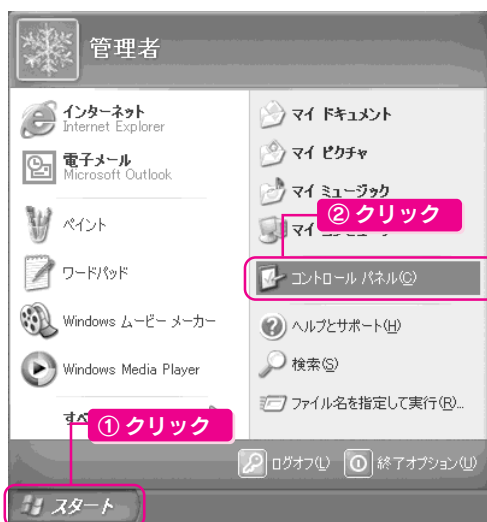 管理者
インターネット
Internet Explorer
電子メール
Microsoft Outlook
ペイント
ワードパッド
Windows ムービー メーカー
Windows Media Player
マイ ドキュメント
マイ ピクチャ
マイ ミュージック
② クリック
マイ
コントロール パネル(C)
ヘルプとサポート(H)
検索(S)
ファイル名を指定して実行(R)...
① クリック
ログオフ(L)
終了オプション(U)
スタート